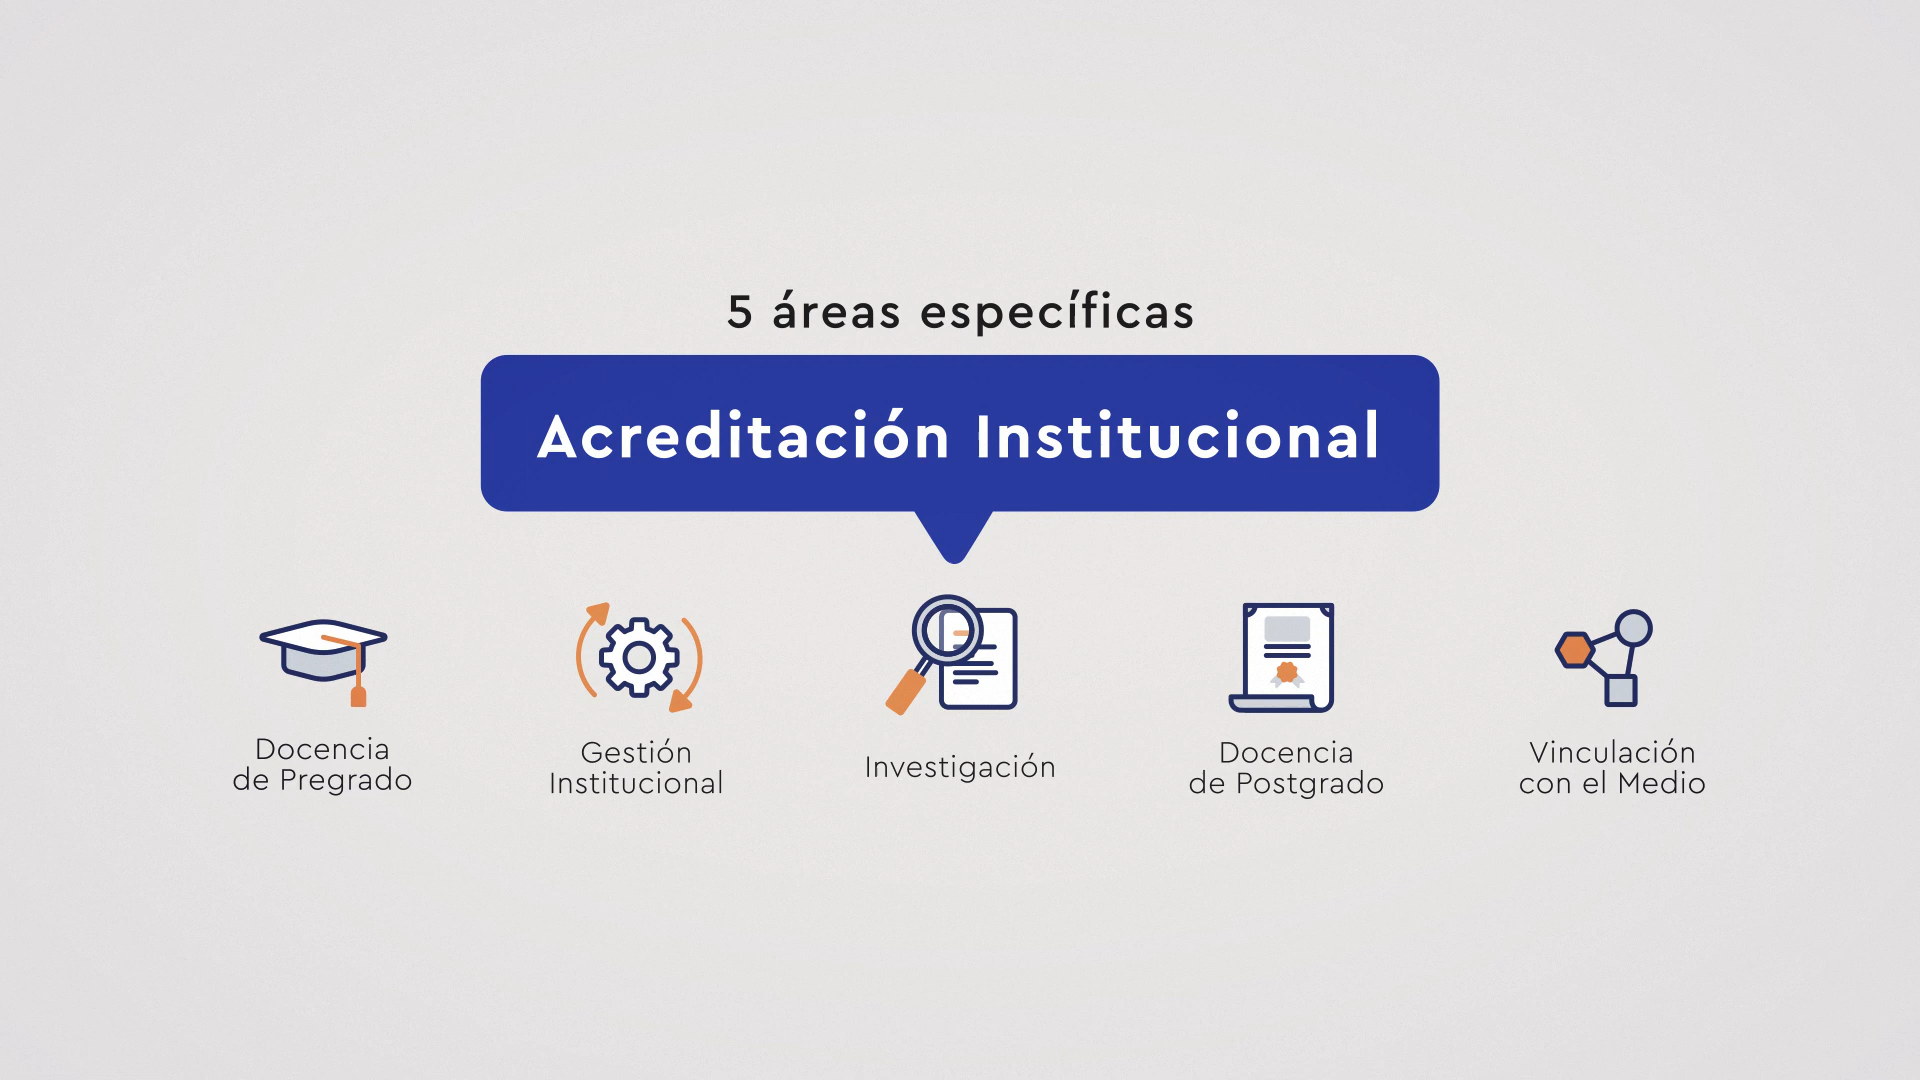 5 áreas específicas
Acreditación Institucional
Docencia
de Pregrado
Gestión
Institucional
Investigación
Docencia
de Postgrado
Vinculación
con el Medio